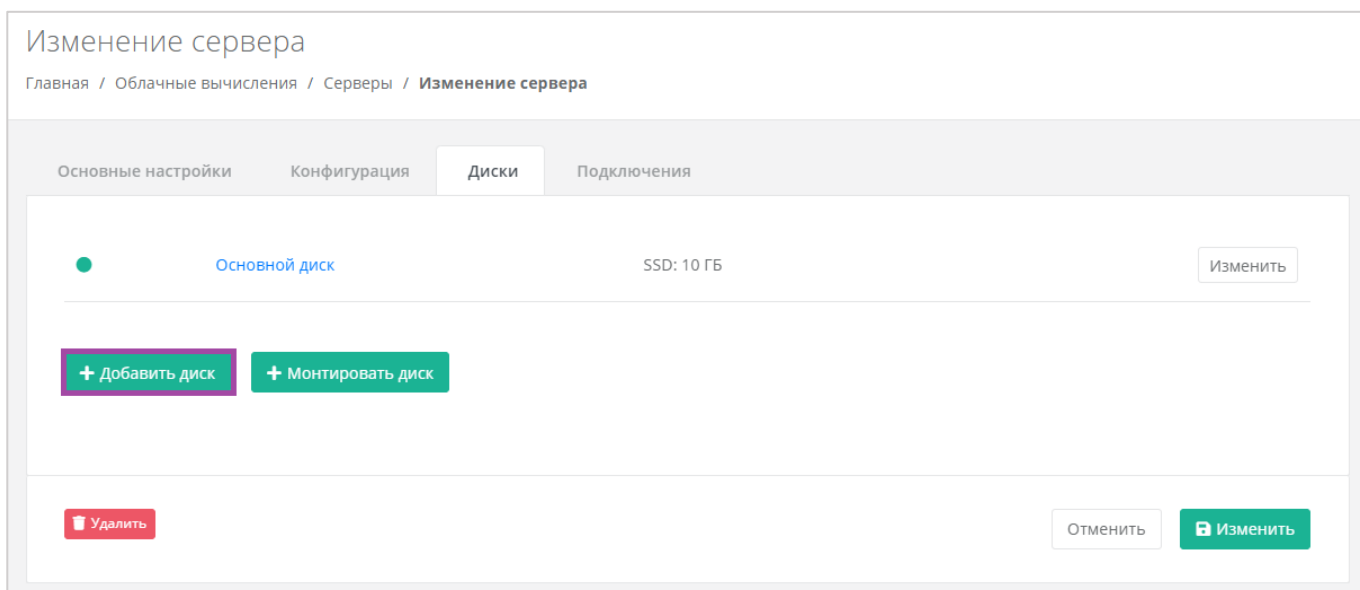 Изменение сервера
Главная / Облачные вычисления / Серверы / Изменение сервера
Основные настройки Конфигурация Диски Подключения
Основной диск SSD: 10 ГБ Изменить
+ Добавить диск + Монтировать диск
Удалить Отменить Изменить